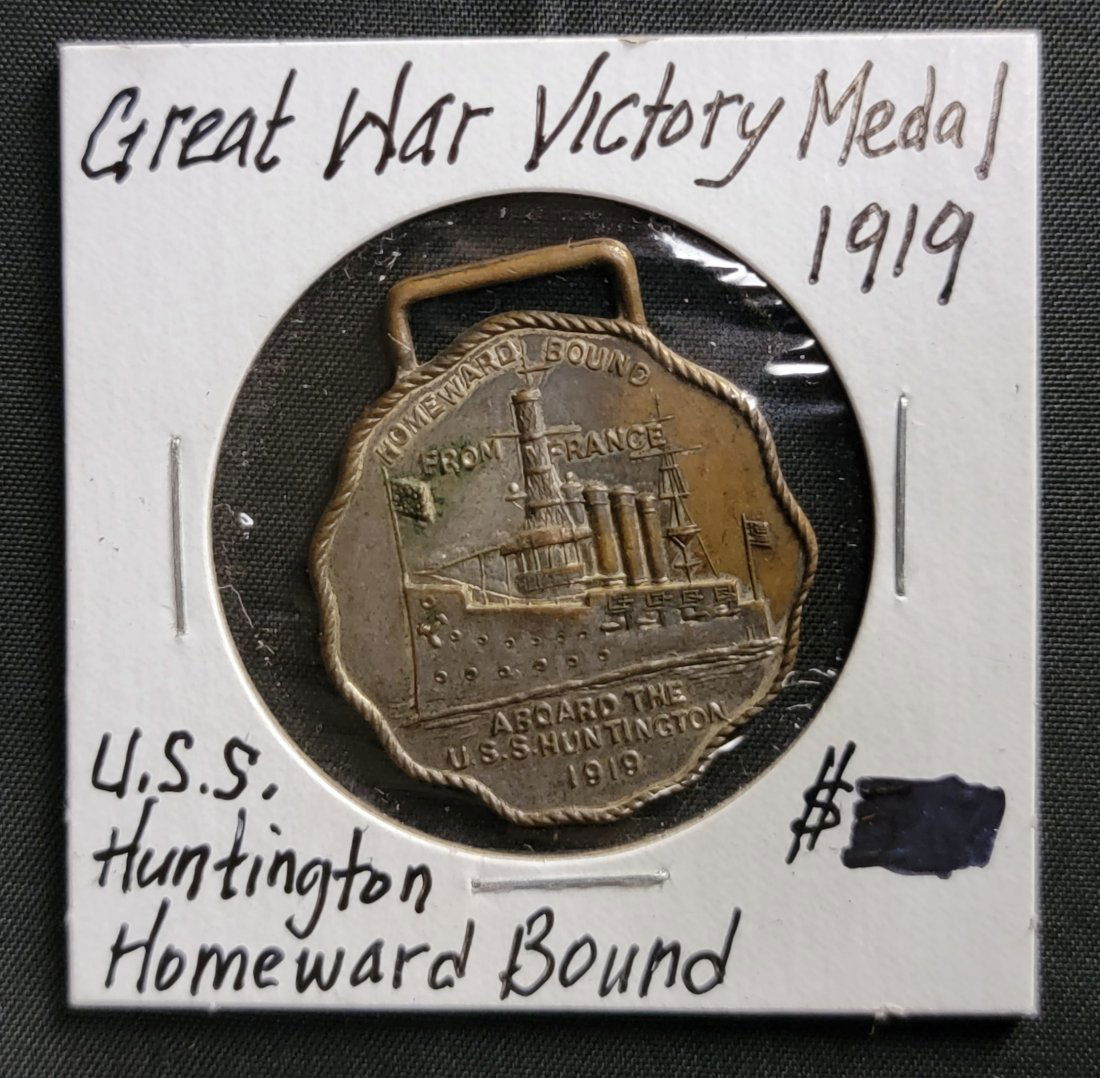 Great War Victory Medal
1919
HOMEWARD BOUND
FROM FRANCE
ABOARD THE
U.S.S. HUNTINGTON
1919
U.S.S.
Huntington
$
Homeward Bound